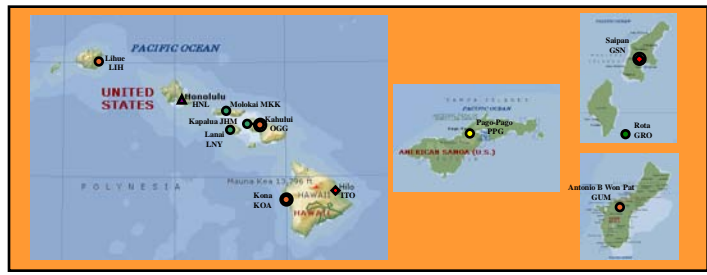 PACIFIC OCEAN
Lihue
LIH
UNITED
STATES
Honolulu
HNL
Molokai MKK
Kapalua JHM
Kahului
OGG
Lanai
LNY
POLYNESIA
Mauna Kea 13,796 ft
Hilo
ITO
HAWAII
Kona
KOA
HAWAII
PACIFIC OCEAN
Pago-Pago
PPG
AMERICAN SAMOA (U.S.)
Saipan
GSN
Rota
GRO
Antonio B Won Pat
GUM